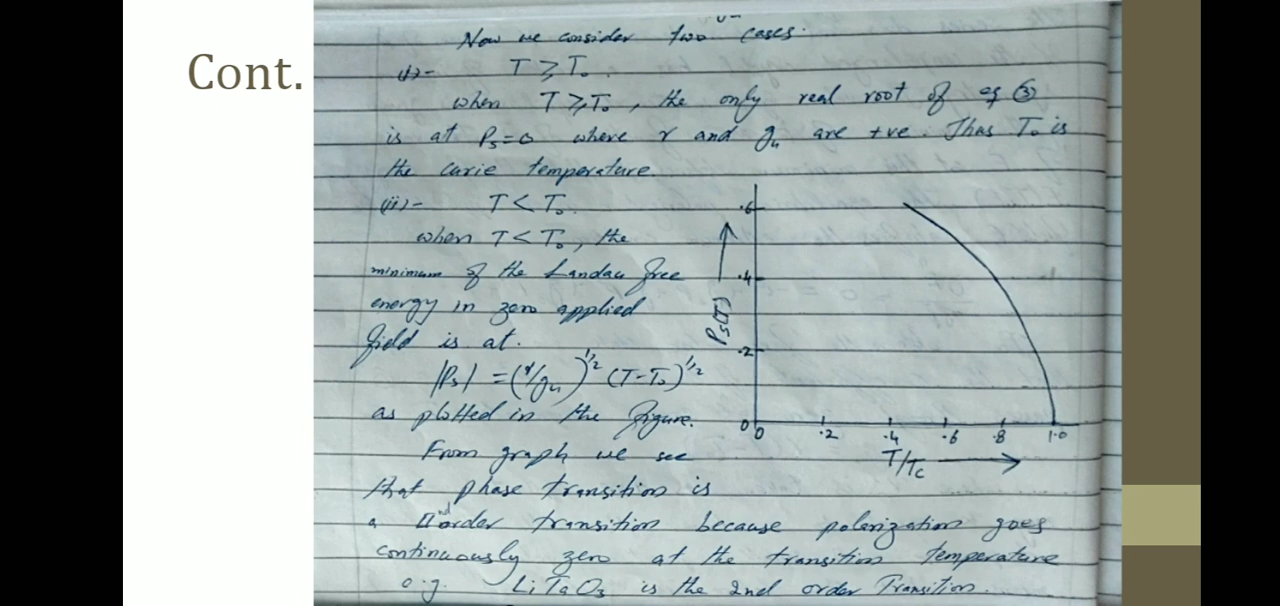 Cont.
Now we consider two cases.
(i)- T ≥ T₀
when T ≥ T₀, the only real root of eq ③
is at Ps=0 where r and g₄ are +ve. Thus T₀ is
the curie temperature.
(ii)- T < T₀
when T < T₀, the
minimum of the Landau free
energy in zero applied
field is at.
|Ps| = (r/g₄)^1/2 (T-T₀)^1/2
as plotted in the figure.
From graph we see
that phase transition is
a IInd order transition because polarization goes
continuously zero at the transition temperature
e.g. LiTaO₃ is the 2nd order Transition.
.6
.4
.2
0
Ps(T)
0 .2 .4 .6 .8 1.0
T/Tc